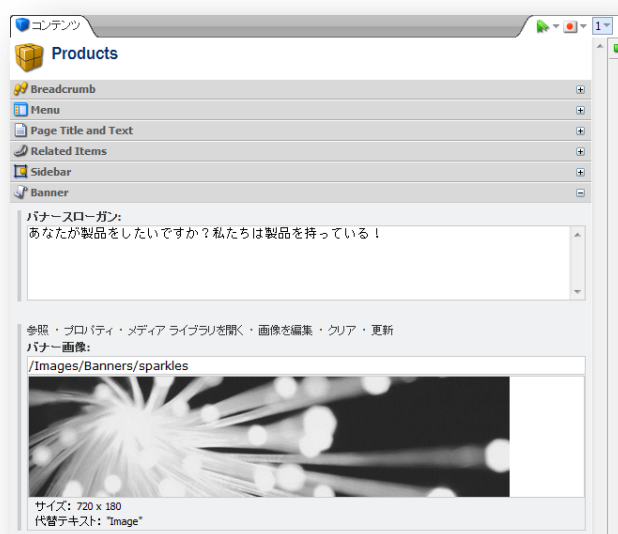 コンテンツ
1
Products
Breadcrumb
Menu
Page Title and Text
Related Items
Sidebar
Banner
バナースローガン:
あなたが製品をしたいですか？私たちは製品を持っている！
参照 ・ プロパティ ・ メディア ライブラリを開く ・ 画像を編集 ・ クリア ・ 更新
バナー画像:
/Images/Banners/sparkles
サイズ: 720 x 180
代替テキスト: "Image"